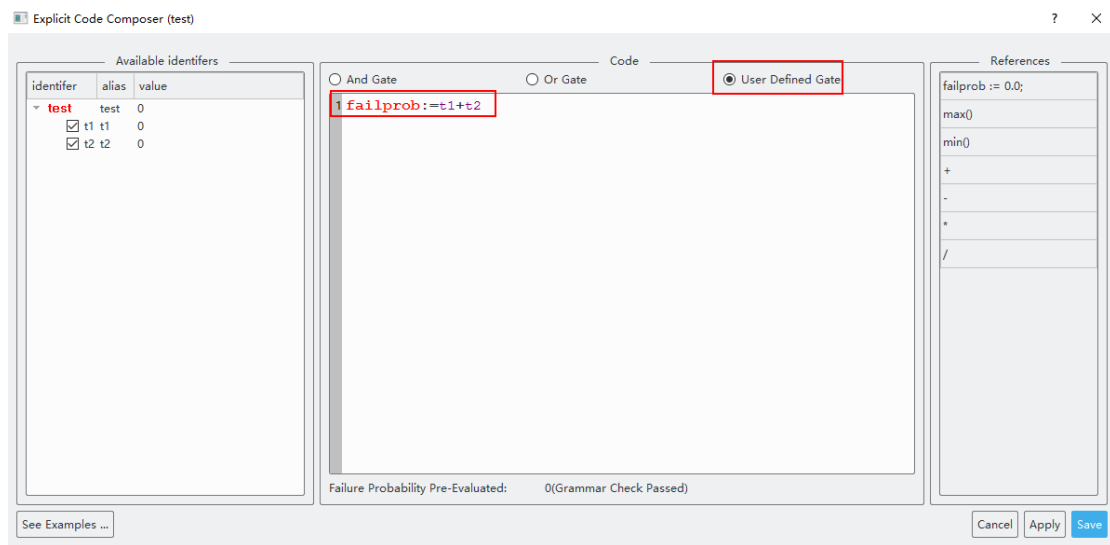 Explicit Code Composer (test)
? ×
Available identifers
identifer alias value
test test 0
t1 t1 0
t2 t2 0
Code
And Gate Or Gate User Defined Gate
1 failprob:=t1+t2
Failure Probability Pre-Evaluated: 0(Grammar Check Passed)
References
failprob := 0.0;
max()
min()
+
-
*
/
See Examples ... Cancel Apply Save